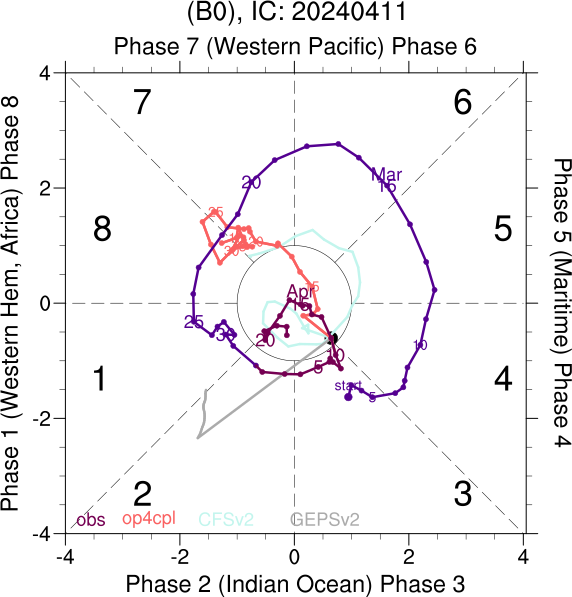 (B0), IC: 20240411
Phase 7 (Western Pacific) Phase 6
4
7
6
Mar
20
15
2
25
8
5
Phase 1 (Western Hem, Africa) Phase 8
Phase 5 (Maritime) Phase 4
5
Apr
15
0
25
30
20
10
10
5
1
4
start
5
-2
2
3
obs
op4cpl
CFSv2
GEPSv2
-4
-4
-2
0
2
4
Phase 2 (Indian Ocean) Phase 3